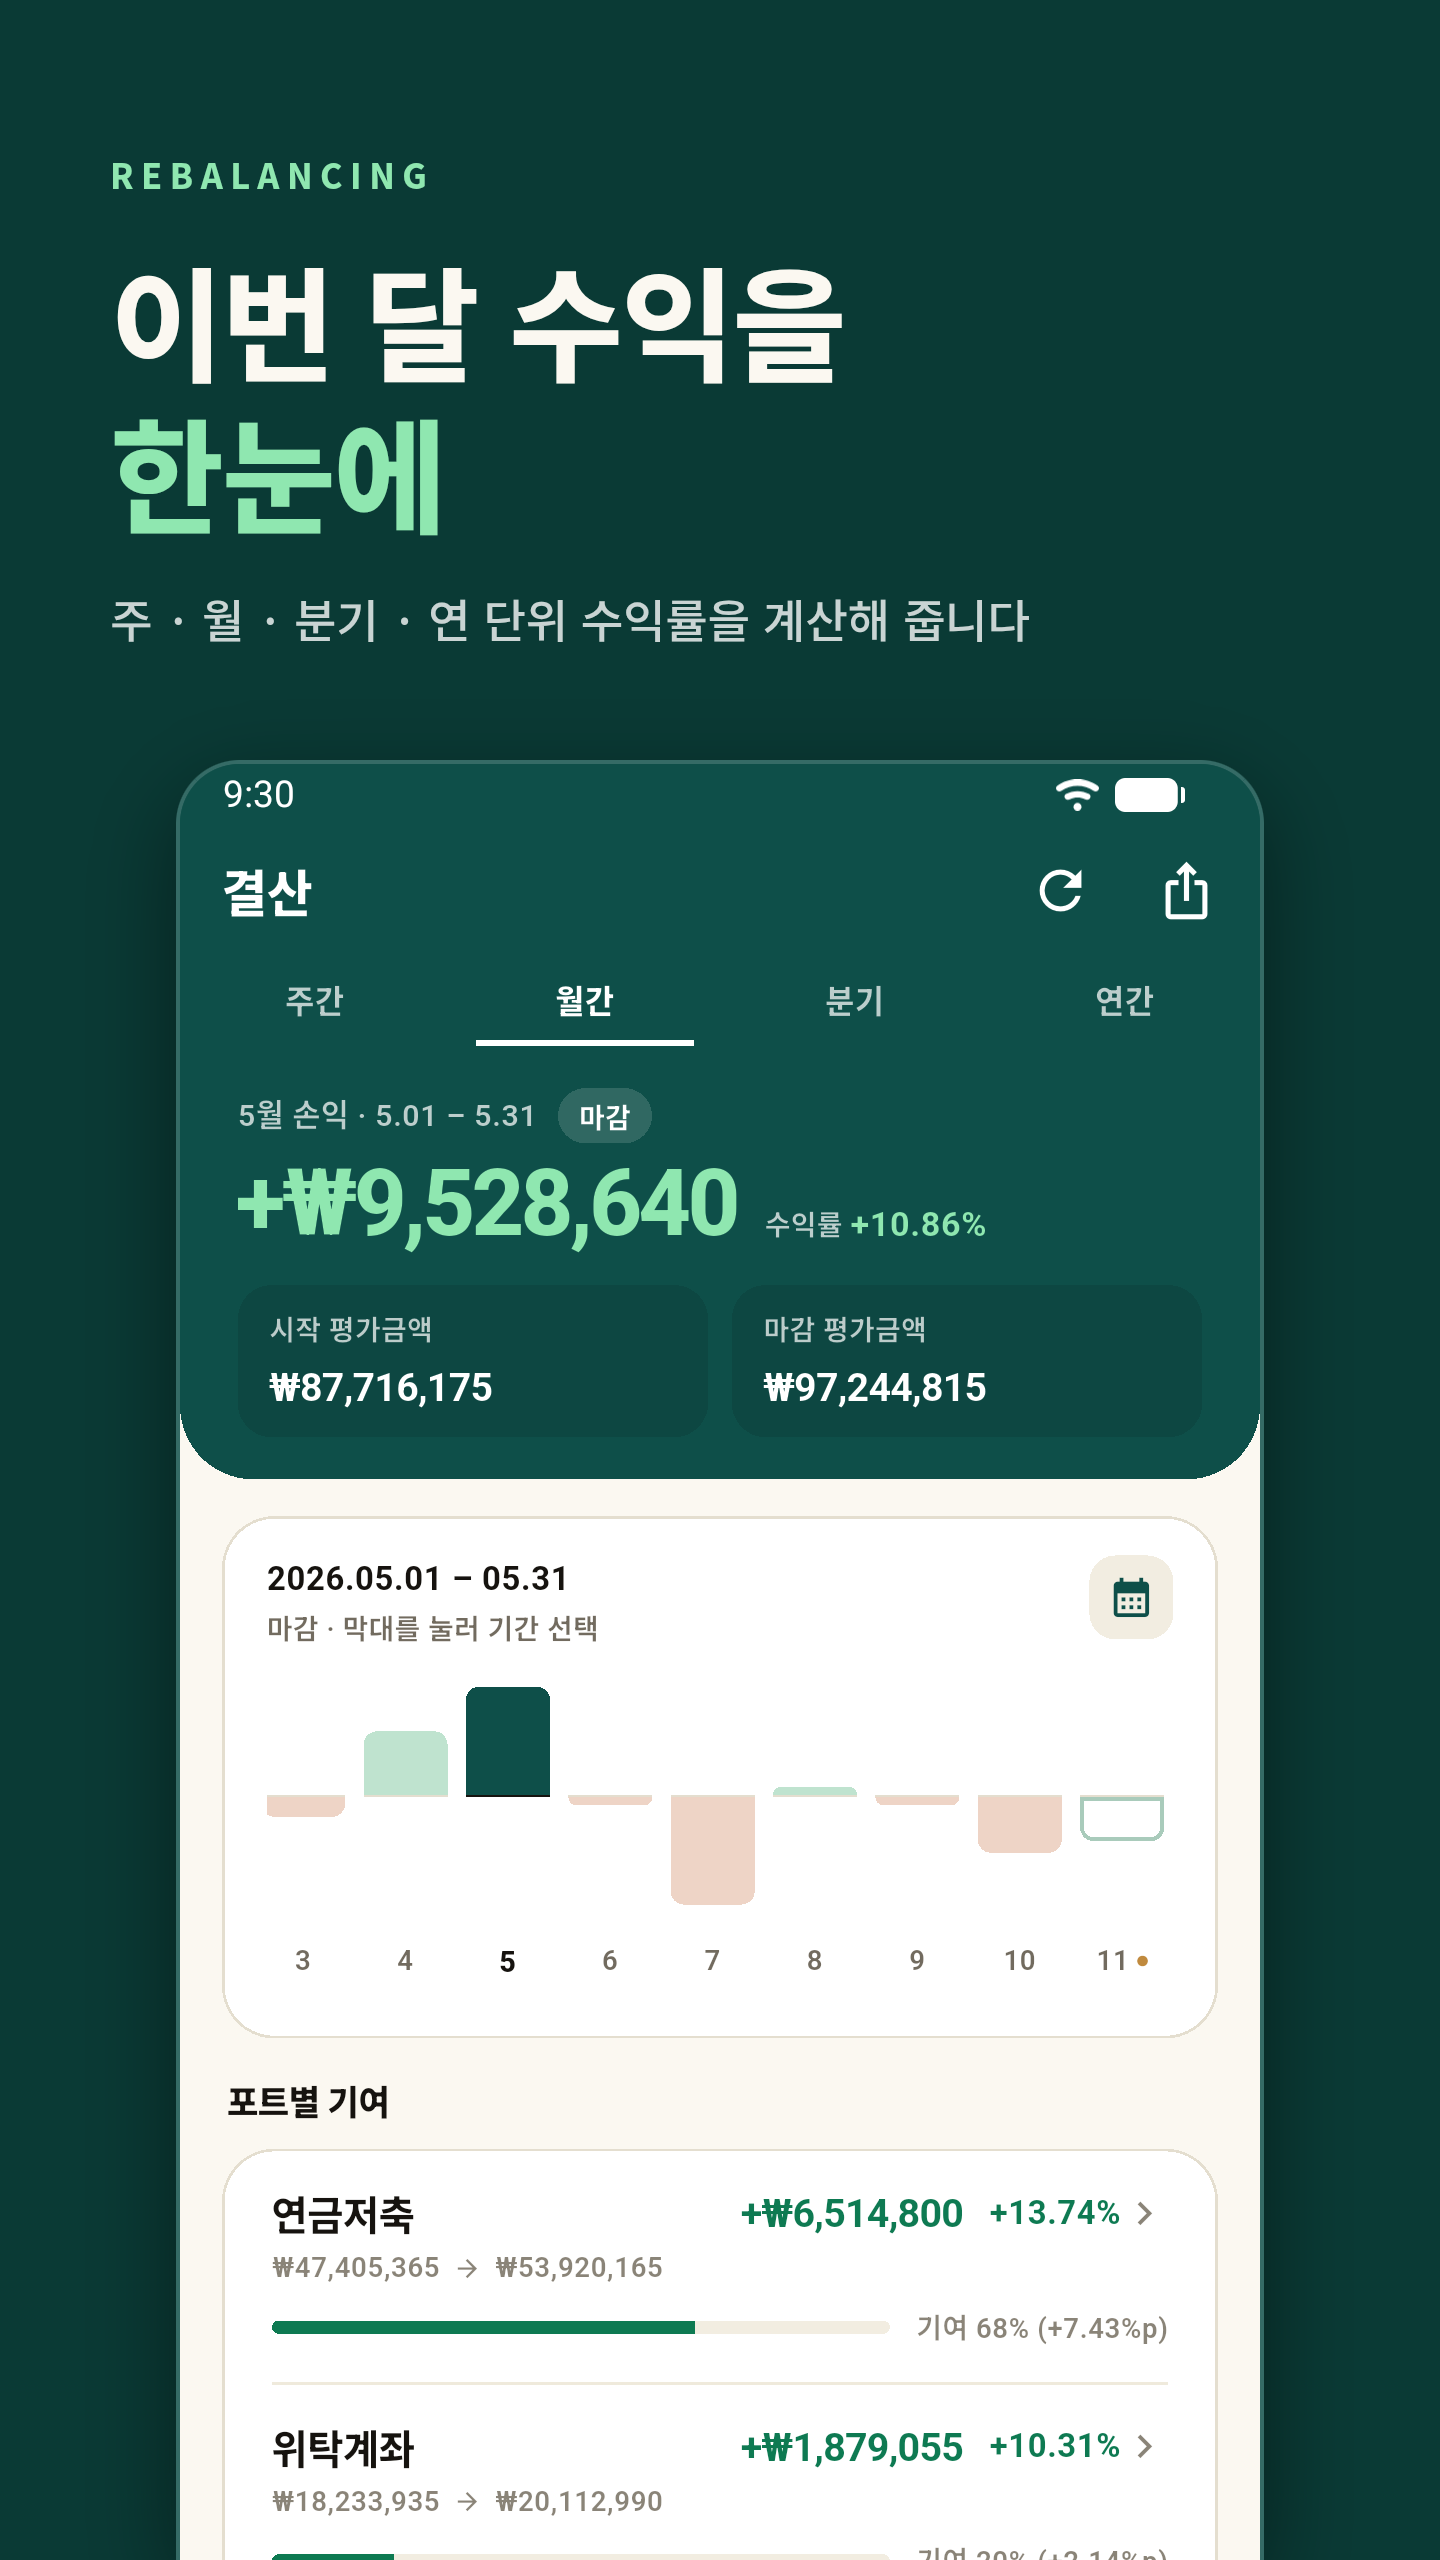 REBALANCING
이번 달 수익을
한눈에
주 · 월 · 분기 · 연 단위 수익률을 계산해 줍니다
9:30
결산
주간 월간 분기 연간
5월 손익 · 5.01 – 5.31 마감
+₩9,528,640 수익률 +10.86%
시작 평가금액 마감 평가금액
₩87,716,175 ₩97,244,815
2026.05.01 – 05.31
마감 · 막대를 눌러 기간 선택
3 4 5 6 7 8 9 10 11
포트별 기여
연금저축 +₩6,514,800 +13.74%
₩47,405,365 → ₩53,920,165
기여 68% (+7.43%p)
위탁계좌 +₩1,879,055 +10.31%
₩18,233,935 → ₩20,112,990